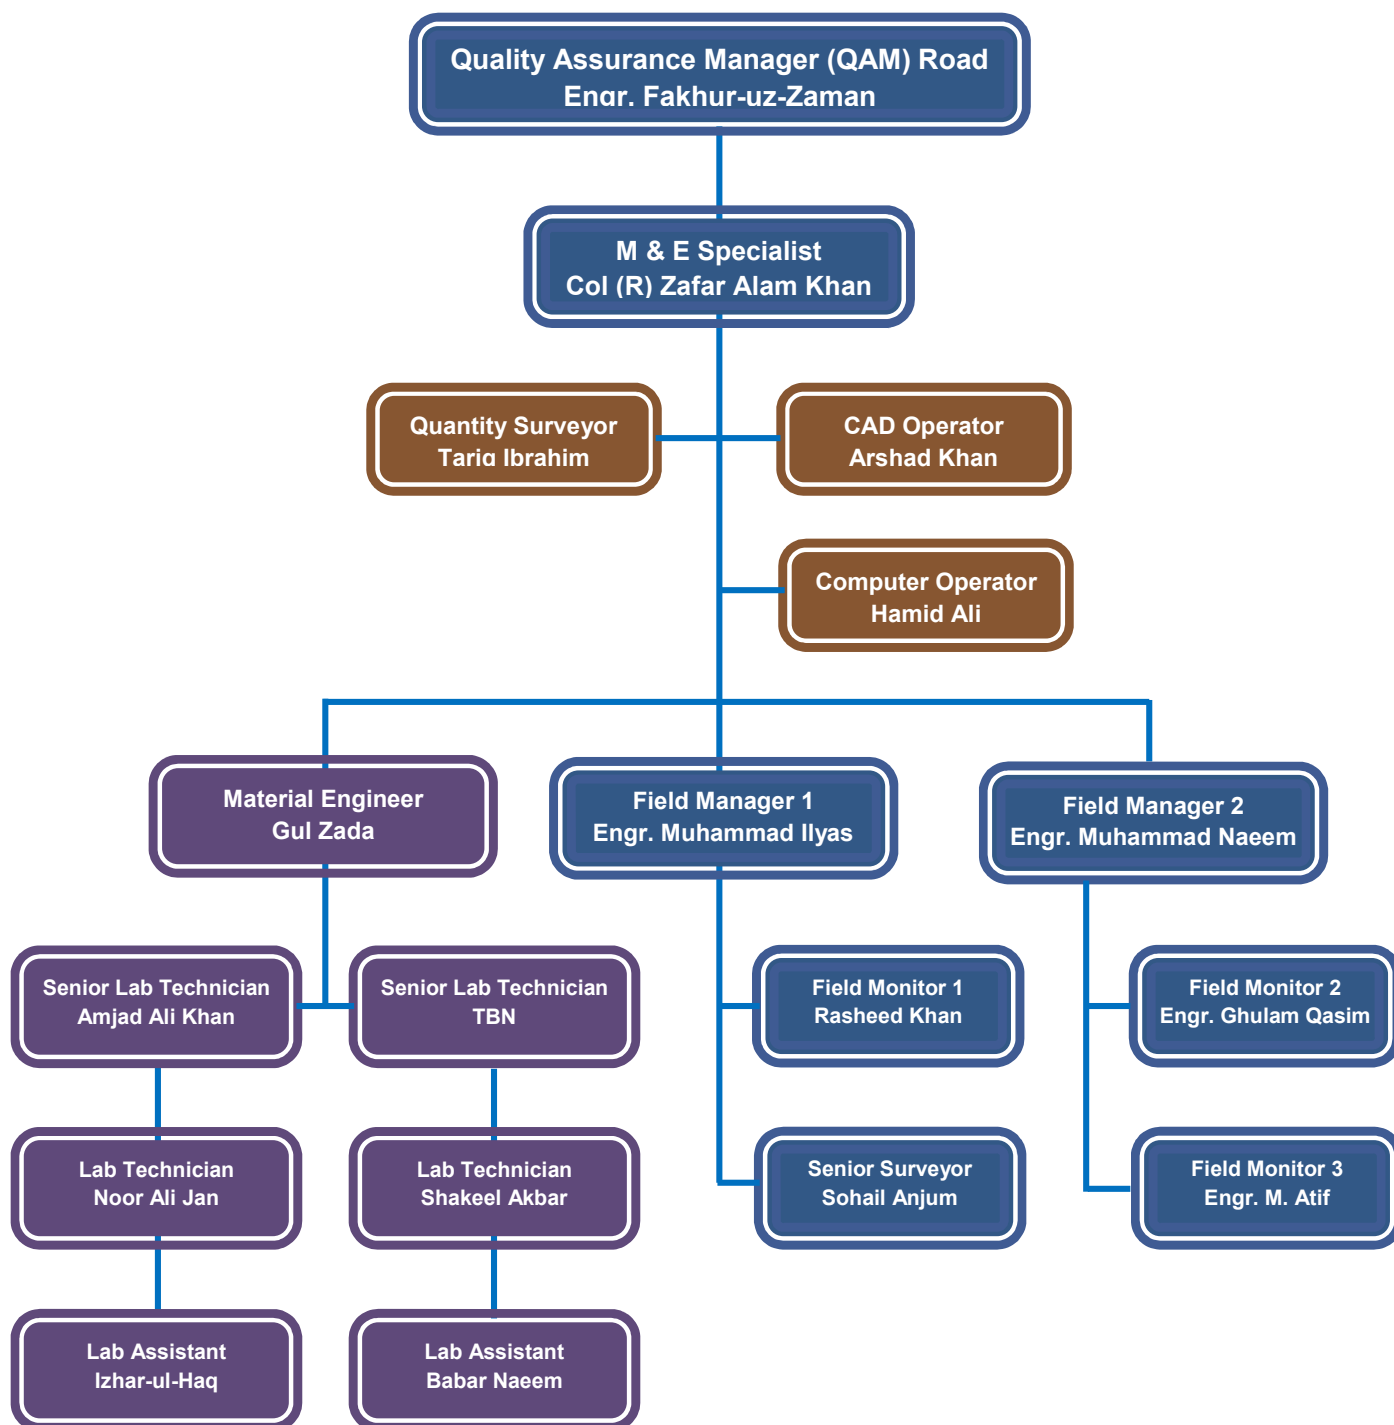 Quality Assurance Manager (QAM) Road
Engr. Fakhur-uz-Zaman
M & E Specialist
Col (R) Zafar Alam Khan
Quantity Surveyor
Tariq Ibrahim
CAD Operator
Arshad Khan
Computer Operator
Hamid Ali
Material Engineer
Gul Zada
Field Manager 1
Engr. Muhammad Ilyas
Field Manager 2
Engr. Muhammad Naeem
Senior Lab Technician
Amjad Ali Khan
Senior Lab Technician
TBN
Field Monitor 1
Rasheed Khan
Field Monitor 2
Engr. Ghulam Qasim
Lab Technician
Noor Ali Jan
Lab Technician
Shakeel Akbar
Senior Surveyor
Sohail Anjum
Field Monitor 3
Engr. M. Atif
Lab Assistant
Izhar-ul-Haq
Lab Assistant
Babar Naeem